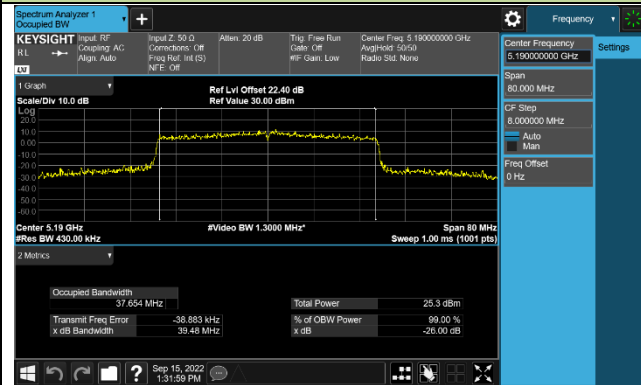 Spectrum Analyzer 1
Occupied BW
Frequency
KEYSIGHT
RL
LXI
Input: RF
Coupling: AC
Align: Auto
Input Z: 50 Ω
Corrections: Off
Freq Ref: Int (S)
NFE: Off
Atten: 20 dB
Trig: Free Run
Gate: Off
#IF Gain: Low
Center Freq: 5.190000000 GHz
Avg|Hold: 50/50
Radio Std: None
Center Frequency
5.190000000 GHz
Settings
Span
80.000 MHz
CF Step
8.000000 MHz
Auto
Man
Freq Offset
0 Hz
1 Graph
Scale/Div 10.0 dB
Ref Lvl Offset 22.40 dB
Ref Value 30.00 dBm
Log
20.0
10.0
0.00
-10.0
-20.0
-30.0
-40.0
-50.0
-60.0
Center 5.19 GHz
#Res BW 430.00 kHz
#Video BW 1.3000 MHz*
Span 80 MHz
Sweep 1.00 ms (1001 pts)
2 Metrics
Occupied Bandwidth
37.654 MHz
Total Power 25.3 dBm
Transmit Freq Error -38.883 kHz
% of OBW Power 99.00 %
x dB Bandwidth 39.48 MHz
x dB -26.00 dB
?
Sep 15, 2022
1:31:59 PM